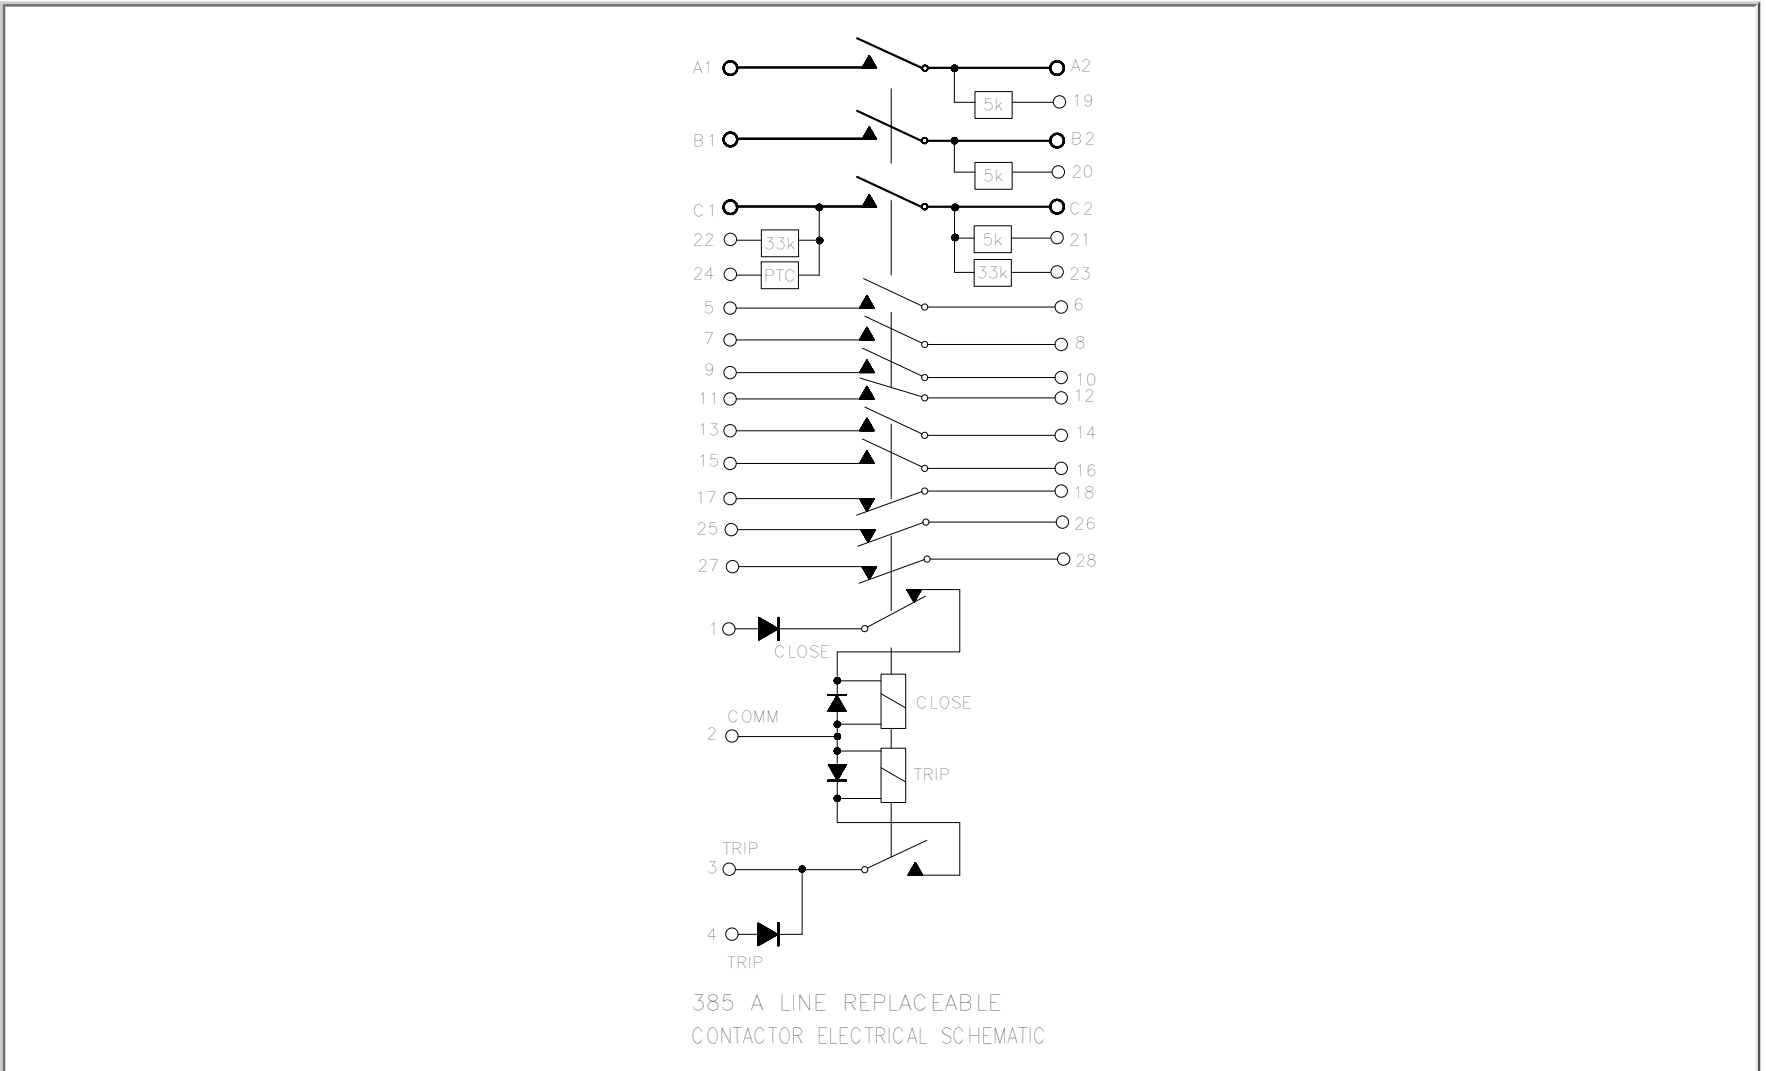 A1 A2
5k 19
B1 B2
5k 20
C1 C2
22 33k 5k 21
24 PTC 33k 23
5 6
7 8
9 10
11 12
13 14
15 16
17 18
25 26
27 28
1
CLOSE
CLOSE
COMM
2
TRIP
TRIP
3
4
TRIP
385 A LINE REPLACEABLE
CONTACTOR ELECTRICAL SCHEMATIC